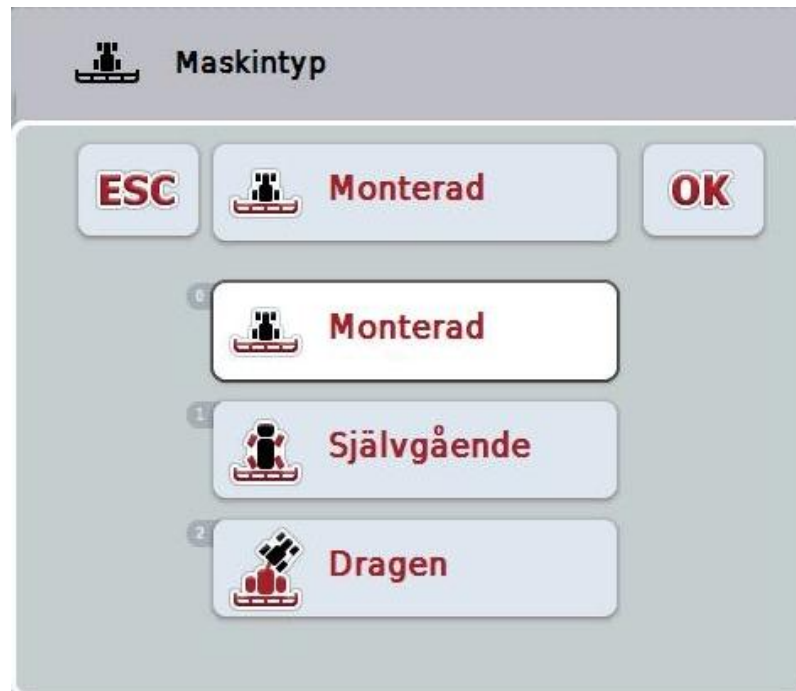 Maskintyp
ESC Monterad OK
0
Monterad
1
Självgående
2
Dragen